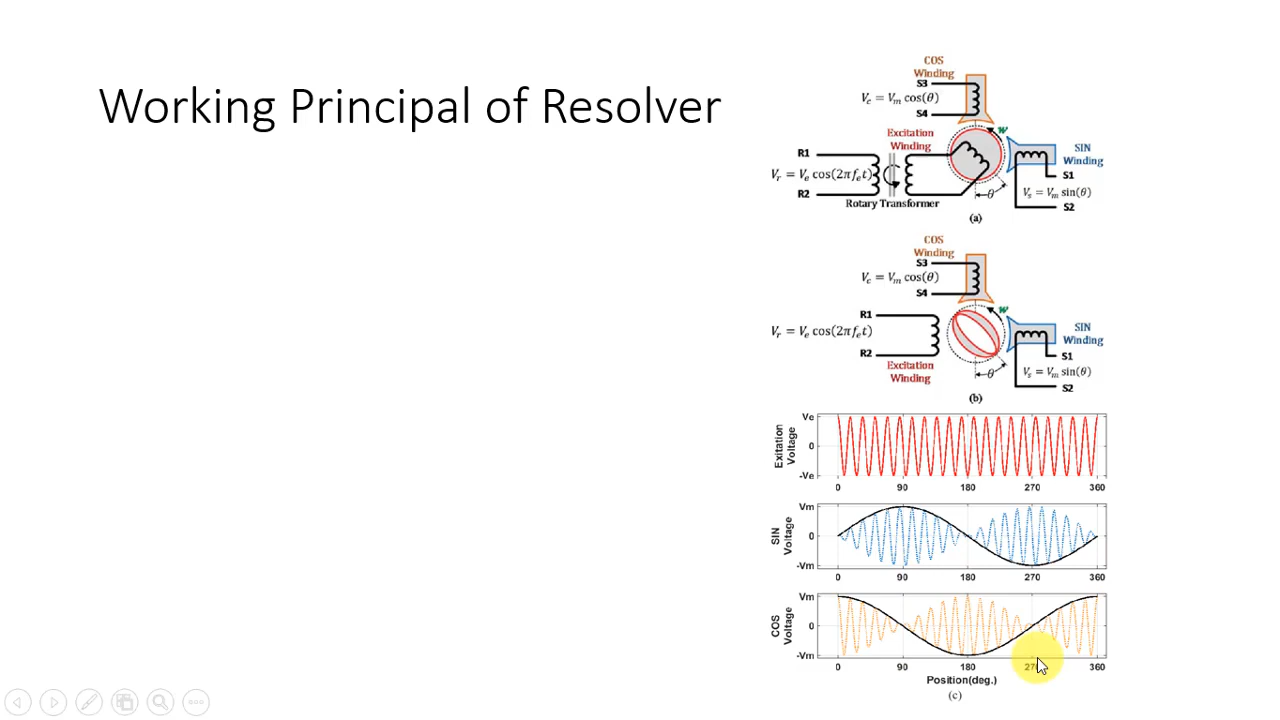 Working Principal of Resolver
COS
Winding
S3
V_c = V_m cos(θ)
S4
w
Excitation
Winding
R1
SIN
Winding
S1
V_r = V_e cos(2πf_e t)
V_s = V_m sin(θ)
R2
θ
S2
Rotary Transformer
(a)
COS
Winding
S3
V_c = V_m cos(θ)
S4
w
R1
SIN
Winding
V_r = V_e cos(2πf_e t)
R2
S1
Excitation
Winding
θ
V_s = V_m sin(θ)
S2
(b)
Exitation
Voltage
Ve
0
-Ve
0 90 180 270 360
SIN
Voltage
Vm
0
-Vm
0 90 180 270 360
COS
Voltage
Vm
0
-Vm
0 90 180 270 360
Position(deg.)
(c)